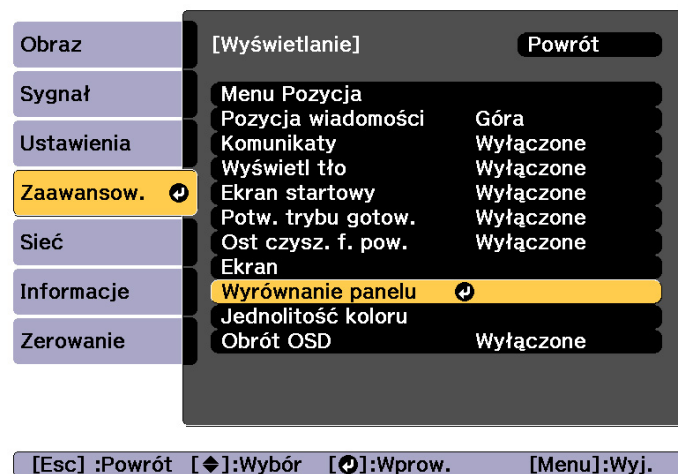 Obraz
Sygnał
Ustawienia
Zaawansow.
Sieć
Informacje
Zerowanie
[Wyświetlanie] Powrót
Menu Pozycja
Pozycja wiadomości Góra
Komunikaty Wyłączone
Wyświetl tło Wyłączone
Ekran startowy Wyłączone
Potw. trybu gotow. Wyłączone
Ost czysz. f. pow. Wyłączone
Ekran
Wyrównanie panelu
Jednolitość koloru
Obrót OSD Wyłączone
[Esc] :Powrót [◆]:Wybór [⏎]:Wprow. [Menu]:Wyj.